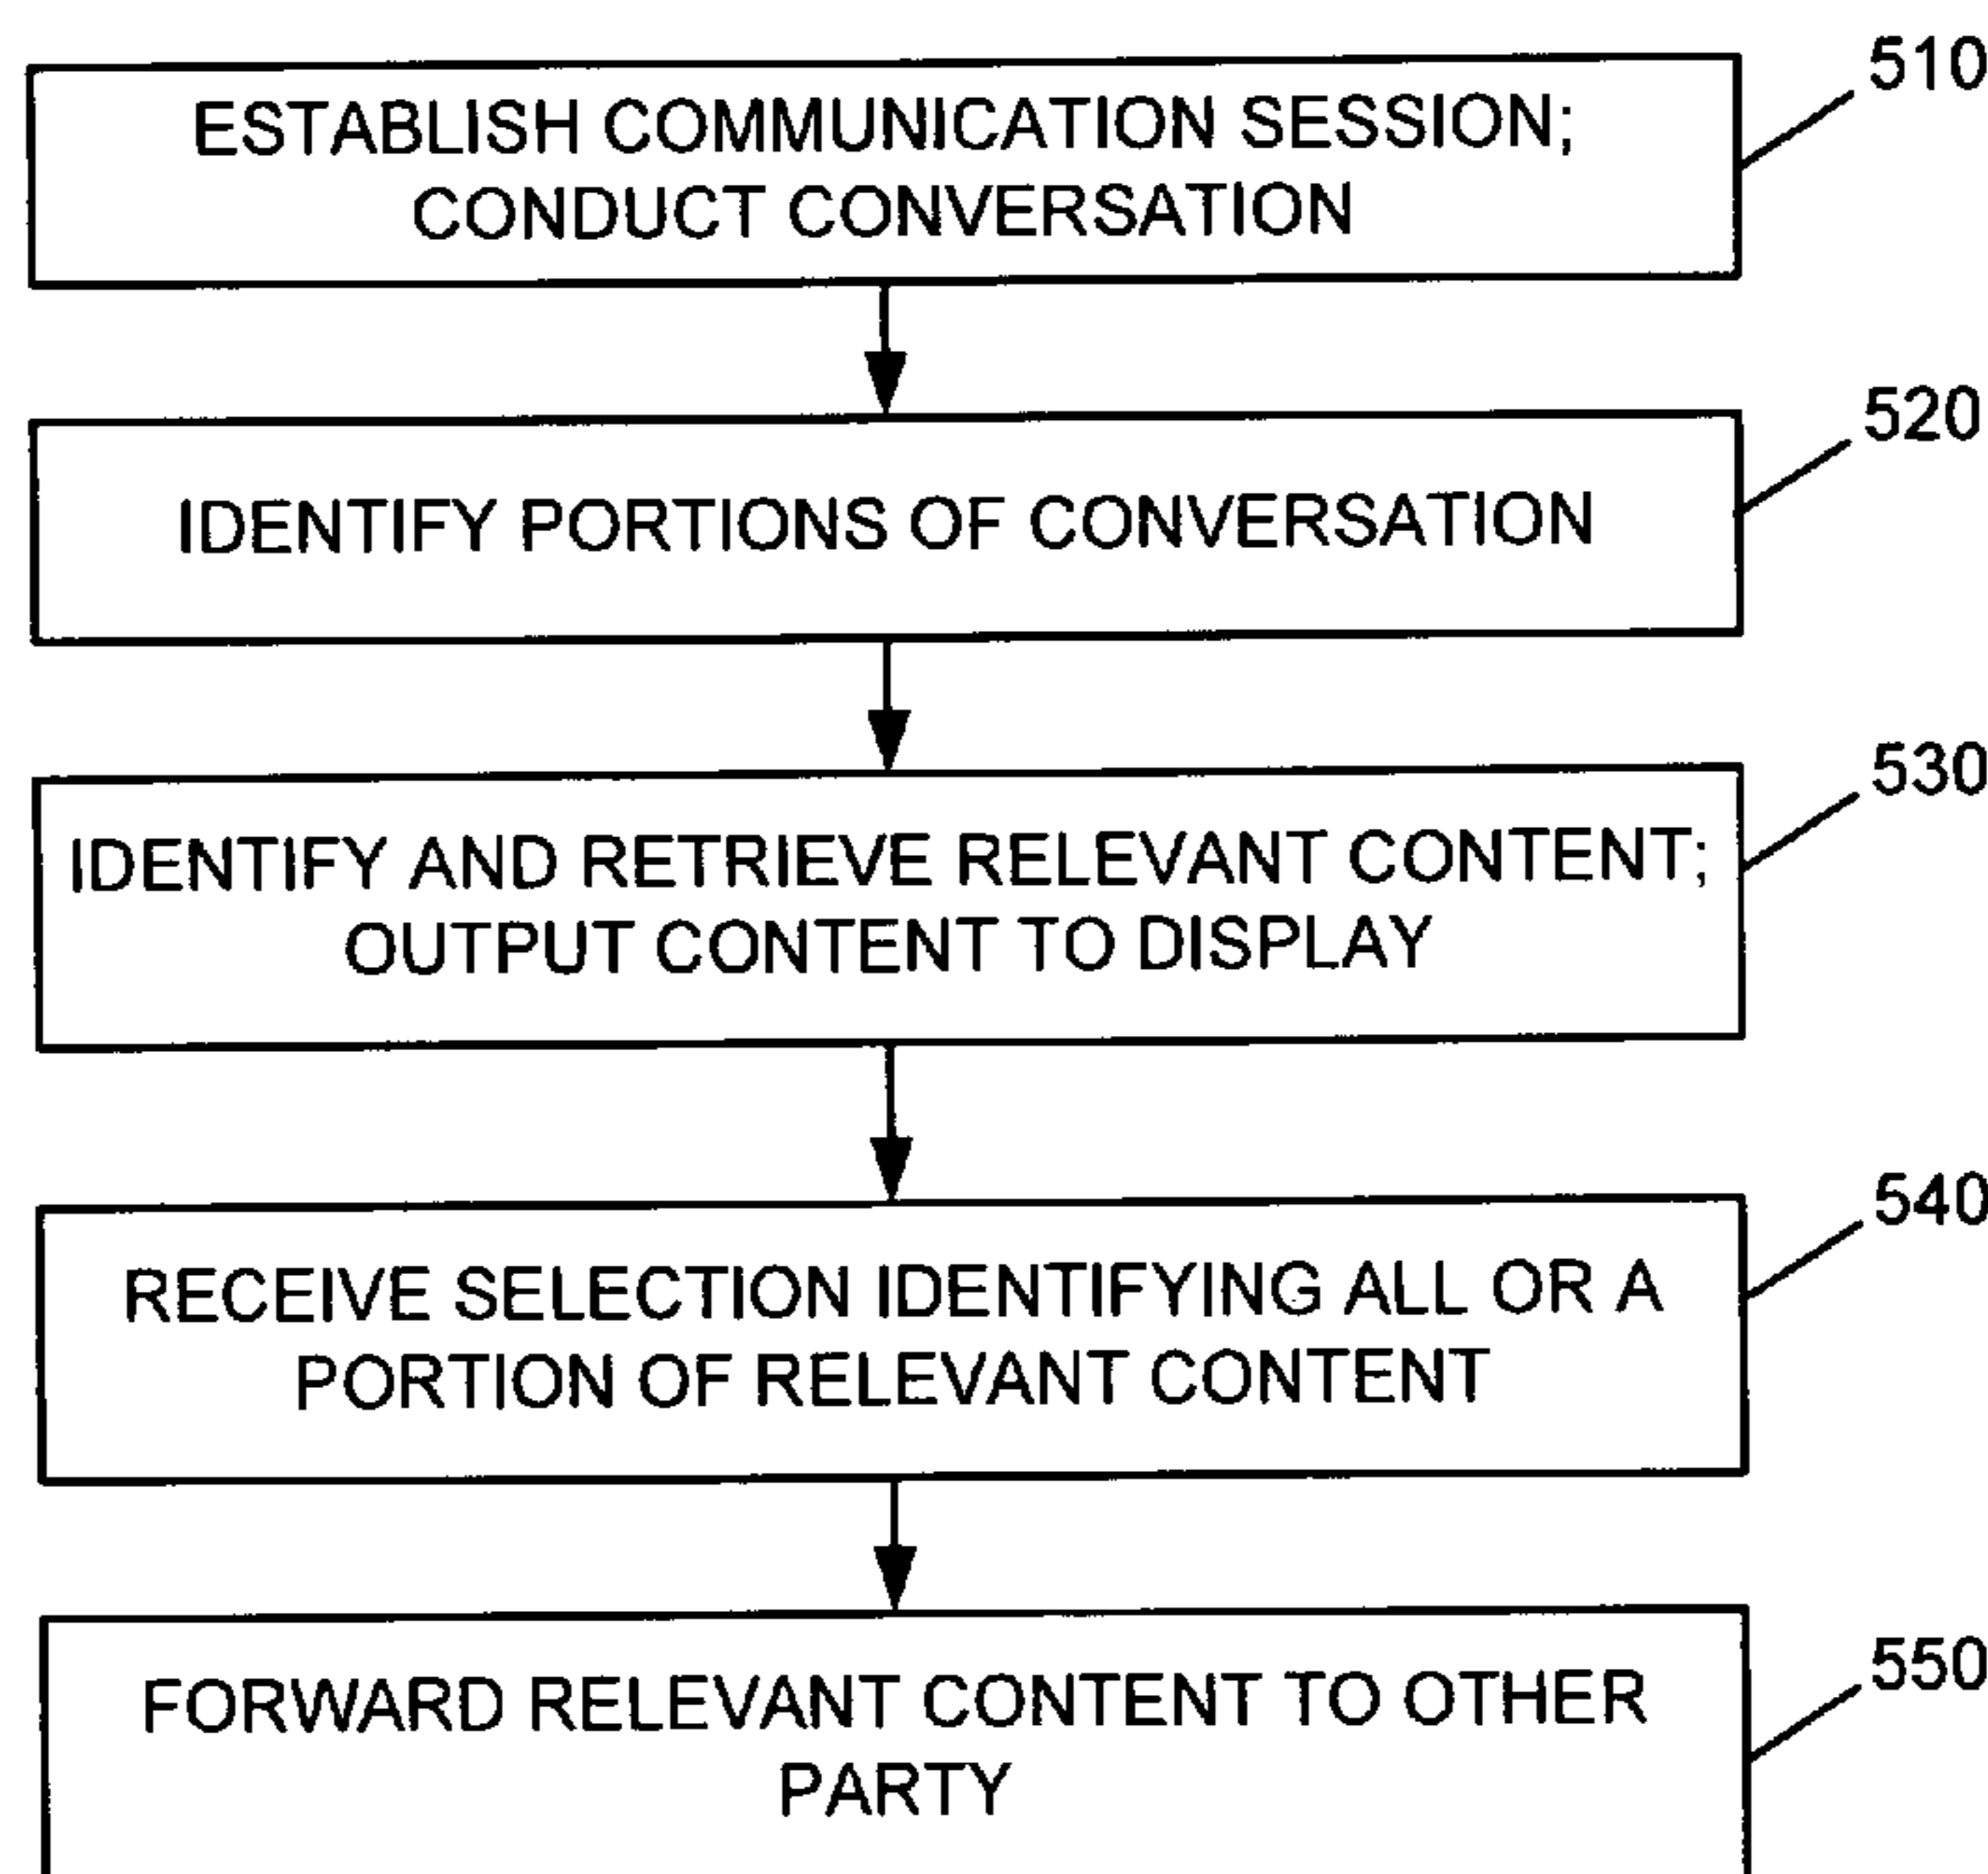 510
ESTABLISH COMMUNICATION SESSION;
CONDUCT CONVERSATION
520
IDENTIFY PORTIONS OF CONVERSATION
530
IDENTIFY AND RETRIEVE RELEVANT CONTENT;
OUTPUT CONTENT TO DISPLAY
540
RECEIVE SELECTION IDENTIFYING ALL OR A
PORTION OF RELEVANT CONTENT
550
FORWARD RELEVANT CONTENT TO OTHER
PARTY